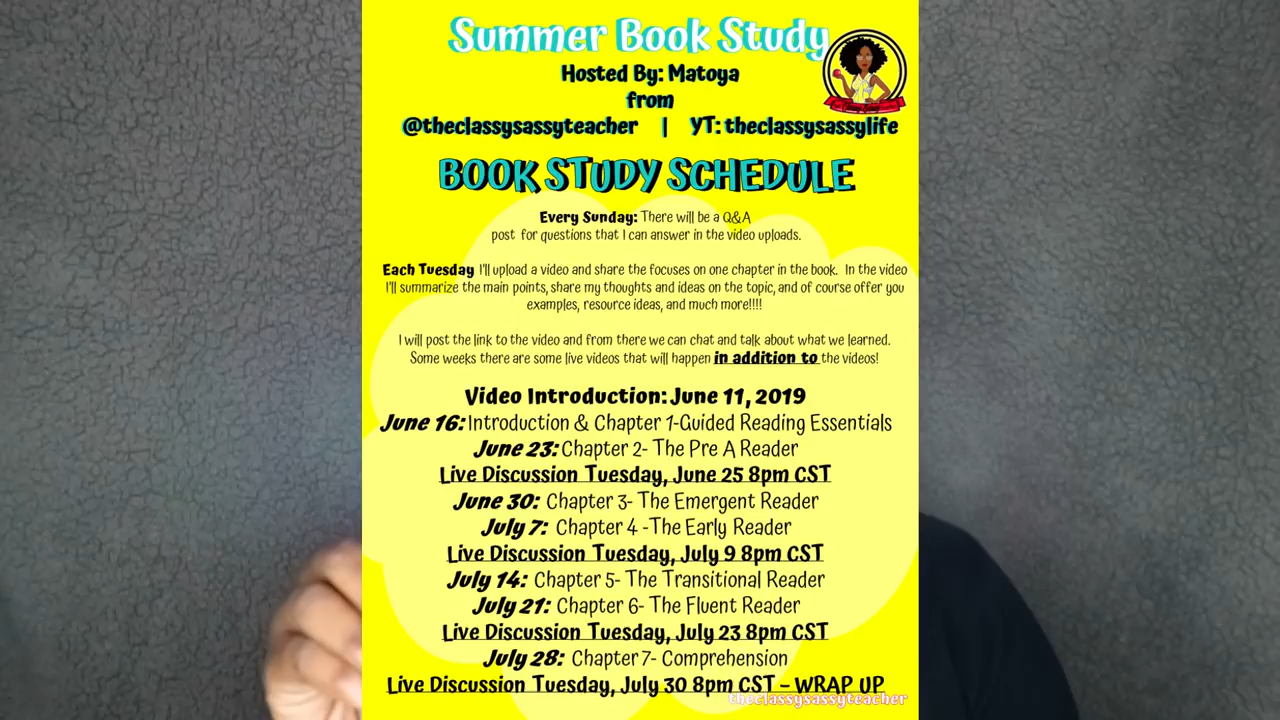 Summer Book Study
Hosted By: Matoya
from
@theclassysassyteacher | YT: theclassysassylife
BOOK STUDY SCHEDULE
Every Sunday: There will be a Q&A
post for questions that I can answer in the video uploads.
Each Tuesday I'll upload a video and share the focuses on one chapter in the book. In the video
I'll summarize the main points, share my thoughts and ideas on the topic, and of course offer you
examples, resource ideas, and much more!!!!
I will post the link to the video and from there we can chat and talk about what we learned.
Some weeks there are some live videos that will happen in addition to the videos!
Video Introduction: June 11, 2019
June 16: Introduction & Chapter 1-Guided Reading Essentials
June 23: Chapter 2- The Pre A Reader
Live Discussion Tuesday, June 25 8pm CST
June 30: Chapter 3- The Emergent Reader
July 7: Chapter 4 -The Early Reader
Live Discussion Tuesday, July 9 8pm CST
July 14: Chapter 5- The Transitional Reader
July 21: Chapter 6- The Fluent Reader
Live Discussion Tuesday, July 23 8pm CST
July 28: Chapter 7- Comprehension
Live Discussion Tuesday, July 30 8pm CST - WRAP UP
theclassysassyteacher